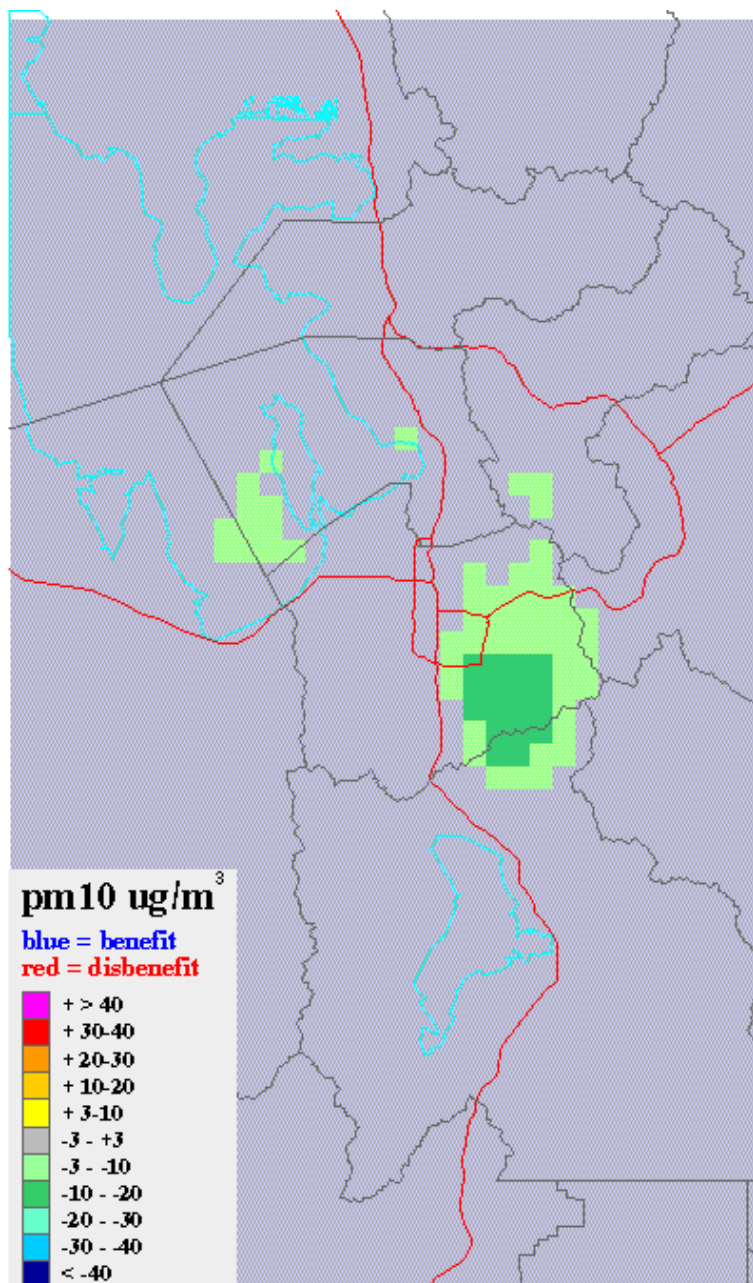 pm10 ug/m³
blue = benefit
red = disbenefit
+ > 40
+ 30-40
+ 20-30
+ 10-20
+ 3-10
-3 - +3
-3 - -10
-10 - -20
-20 - -30
-30 - -40
< -40